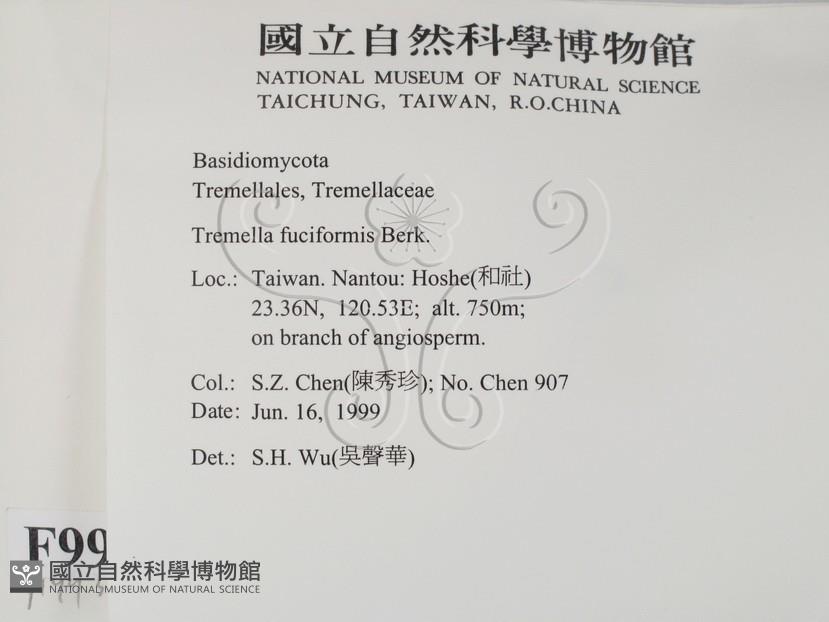 國立自然科學博物館
NATIONAL MUSEUM OF NATURAL SCIENCE
TAICHUNG, TAIWAN, R.O.CHINA
Basidiomycota
Tremellales, Tremellaceae
Tremella fuciformis Berk.
Loc.: Taiwan. Nantou: Hoshe(和社)
23.36N, 120.53E; alt. 750m;
on branch of angiosperm.
Col.: S.Z. Chen(陳秀珍); No. Chen 907
Date: Jun. 16, 1999
Det.: S.H. Wu(吳聲華)
F99
國立自然科學博物館
NATIONAL MUSEUM OF NATURAL SCIENCE